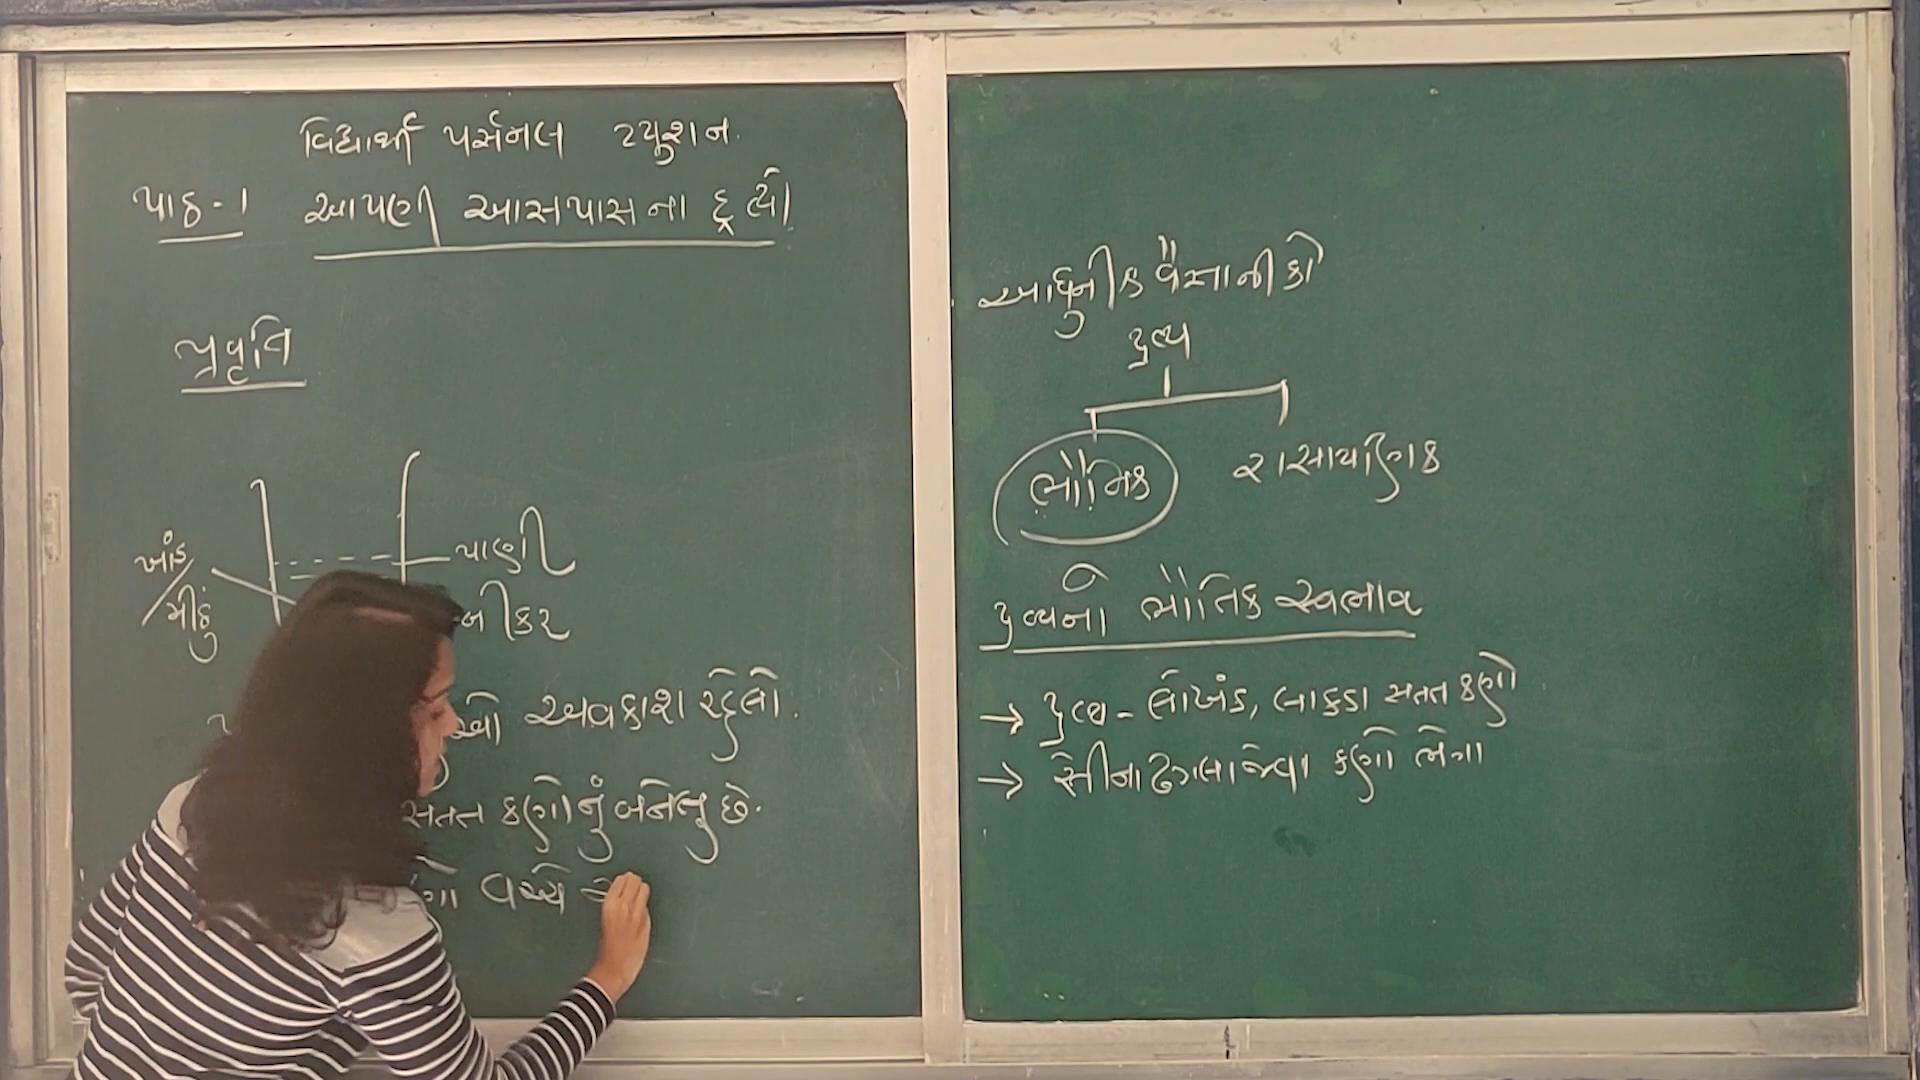 વિદ્યાર્થી પર્સનલ ટયુશન.
પાઠ - 1 આપણી આસપાસના દ્રવ્યો
પ્રવૃતિ
ખાંડ/
મીઠું
પાણી
બીકર
અવકાશ રહેલો.
સતત કણોનું બનેલુ છે.
વચ્ચે
આધુનીક વૈજ્ઞાનીકો
દ્રવ્ય
ભૌતિક રાસાયણિક
દ્રવ્યનો ભૌતિક સ્વભાવ
→ દ્રવ્ય - લોખંડ, લાકડા સતત કણો
→ રેતીના ઢગલા જેવા કણો ભેગા